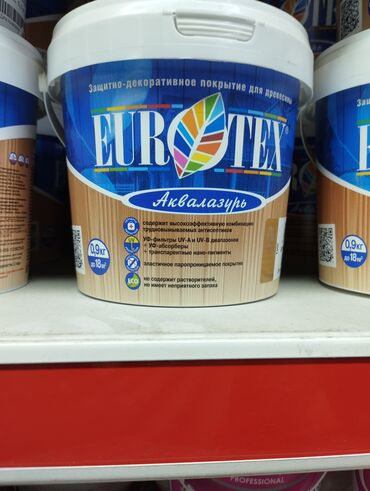 Защитно-декоративное покрытие для древесины
EUROTEX®
Аквалазурь
содержит высокоэффективную комбинацию
трудновымываемых антисептиков
УФ-фильтры UV-A и UV-B диапазонов
- УФ-абсорберы
- транспарентные нано-пигменты
эластичное паропроницаемое покрытие
ECO
не содержит растворителей,
не имеет неприятного запаха
0,9кг
до 18м²
0,9кг
до 18м²
PROFESSIONAL